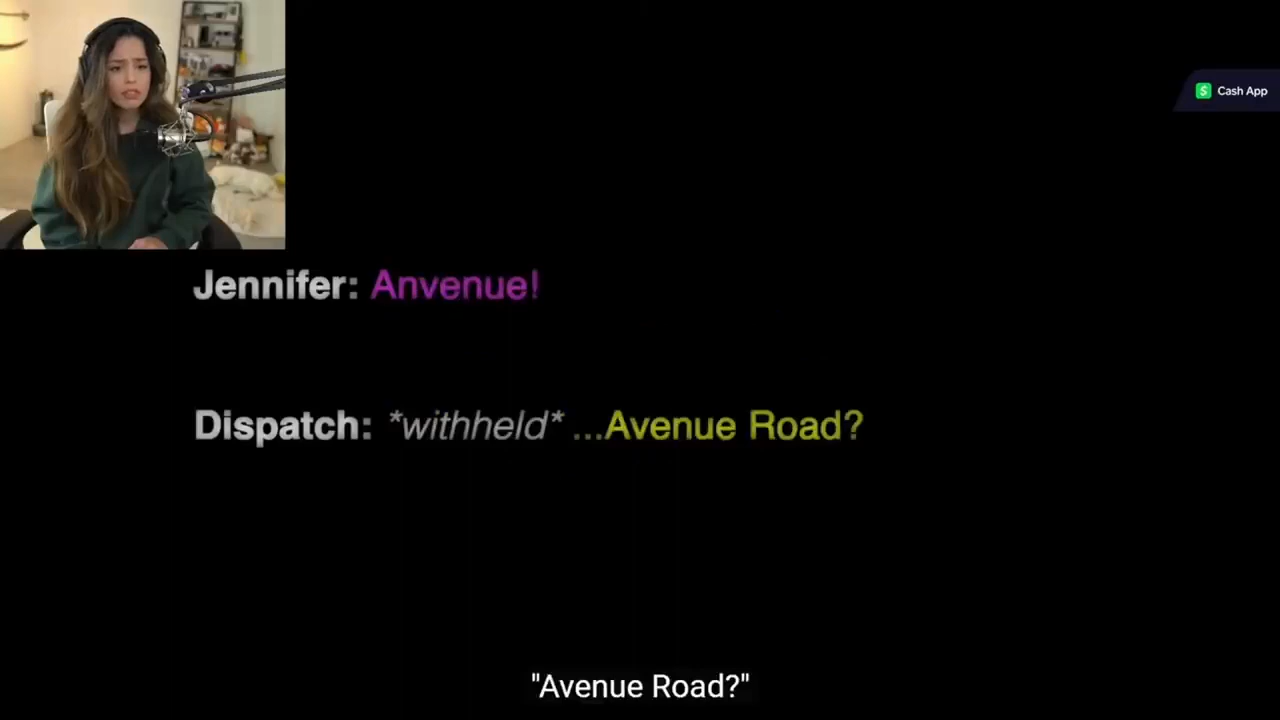 Cash App
Jennifer: Anvenue!
Dispatch: *withheld* ...Avenue Road?
"Avenue Road?"